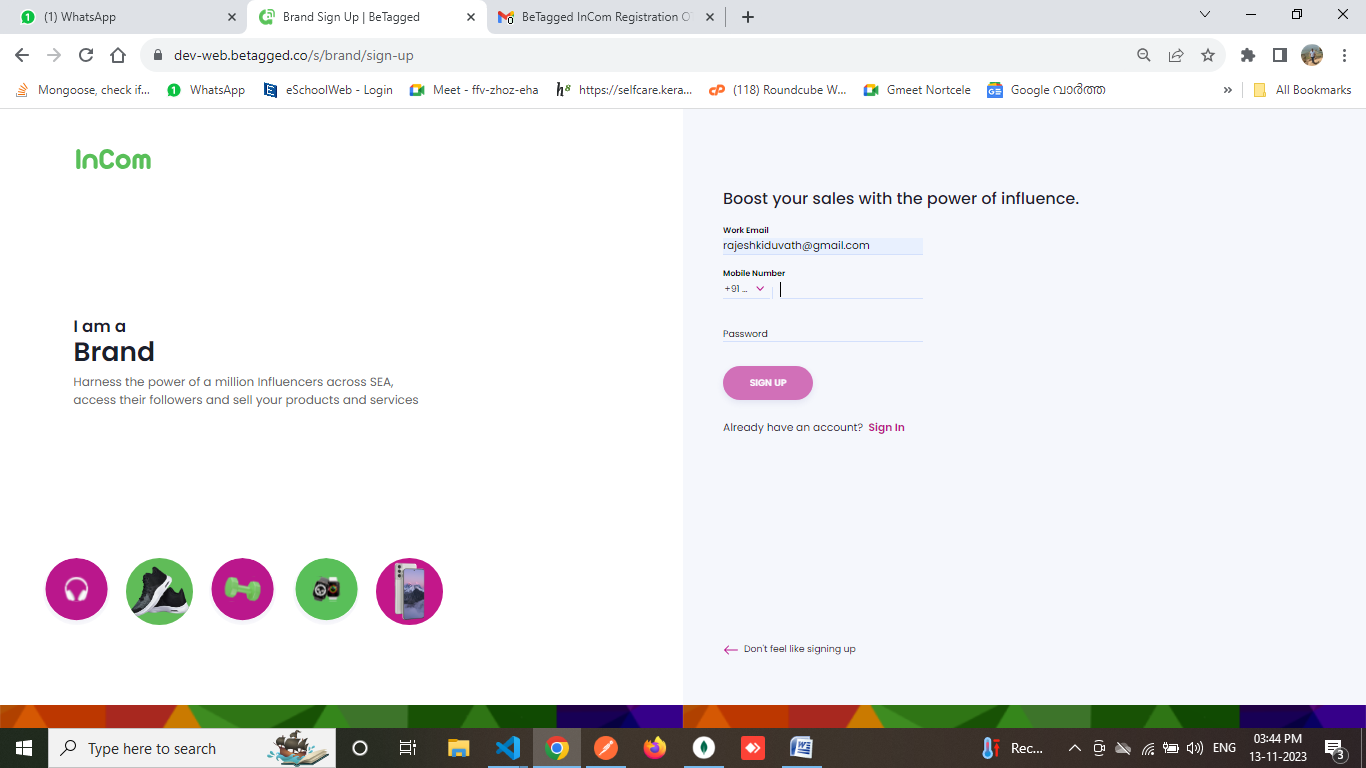 (1) WhatsApp
Brand Sign Up | BeTagged
BeTagged InCom Registration O
dev-web.betagged.co/s/brand/sign-up
Mongoose, check if...
WhatsApp
eSchoolWeb - Login
Meet - ffv-zhoz-eha
https://selfcare.kera...
(118) Roundcube W...
Gmeet Nortcele
Google വാർത്ത
All Bookmarks
InCom
I am a
Brand
Harness the power of a million Influencers across SEA,
access their followers and sell your products and services
Boost your sales with the power of influence.
Work Email
rajeshkiduvath@gmail.com
Mobile Number
+91 ...
Password
SIGN UP
Already have an account? Sign In
Don't feel like signing up
Type here to search
Rec...
ENG
03:44 PM
13-11-2023
3